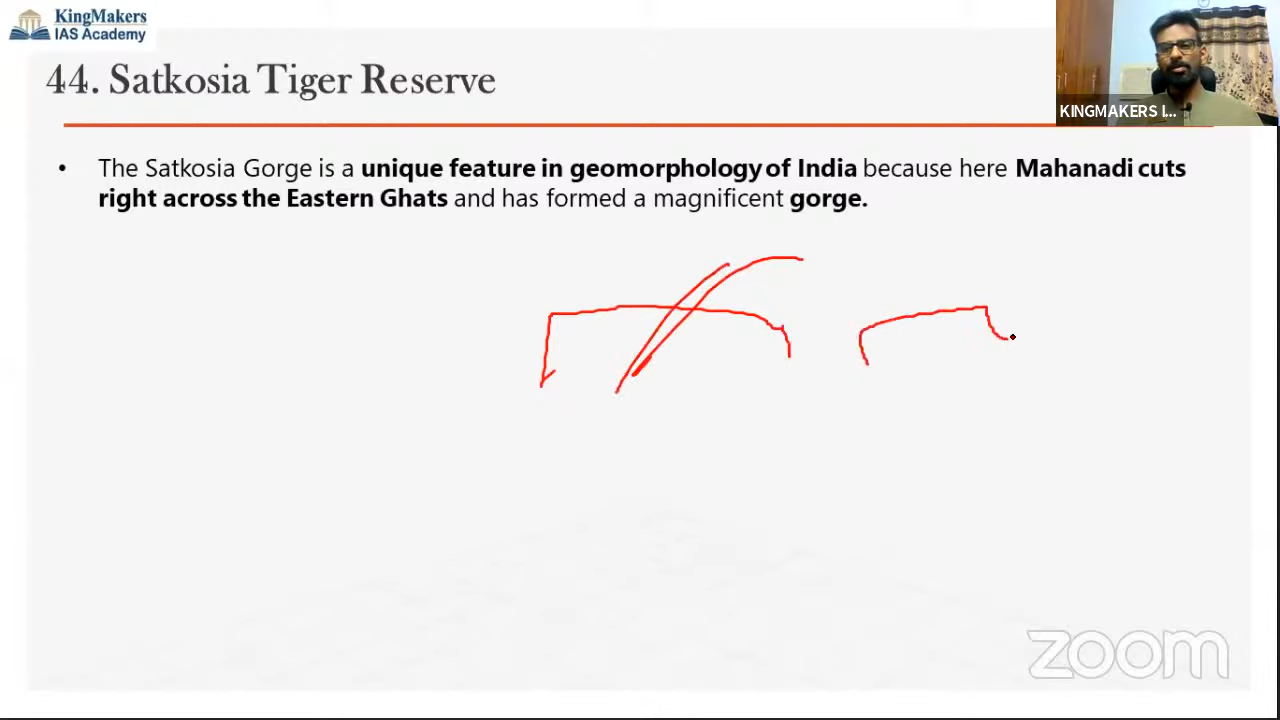 KingMakers
IAS Academy
KINGMAKERS I...
44. Satkosia Tiger Reserve
• The Satkosia Gorge is a unique feature in geomorphology of India because here Mahanadi cuts
right across the Eastern Ghats and has formed a magnificent gorge.
zoom